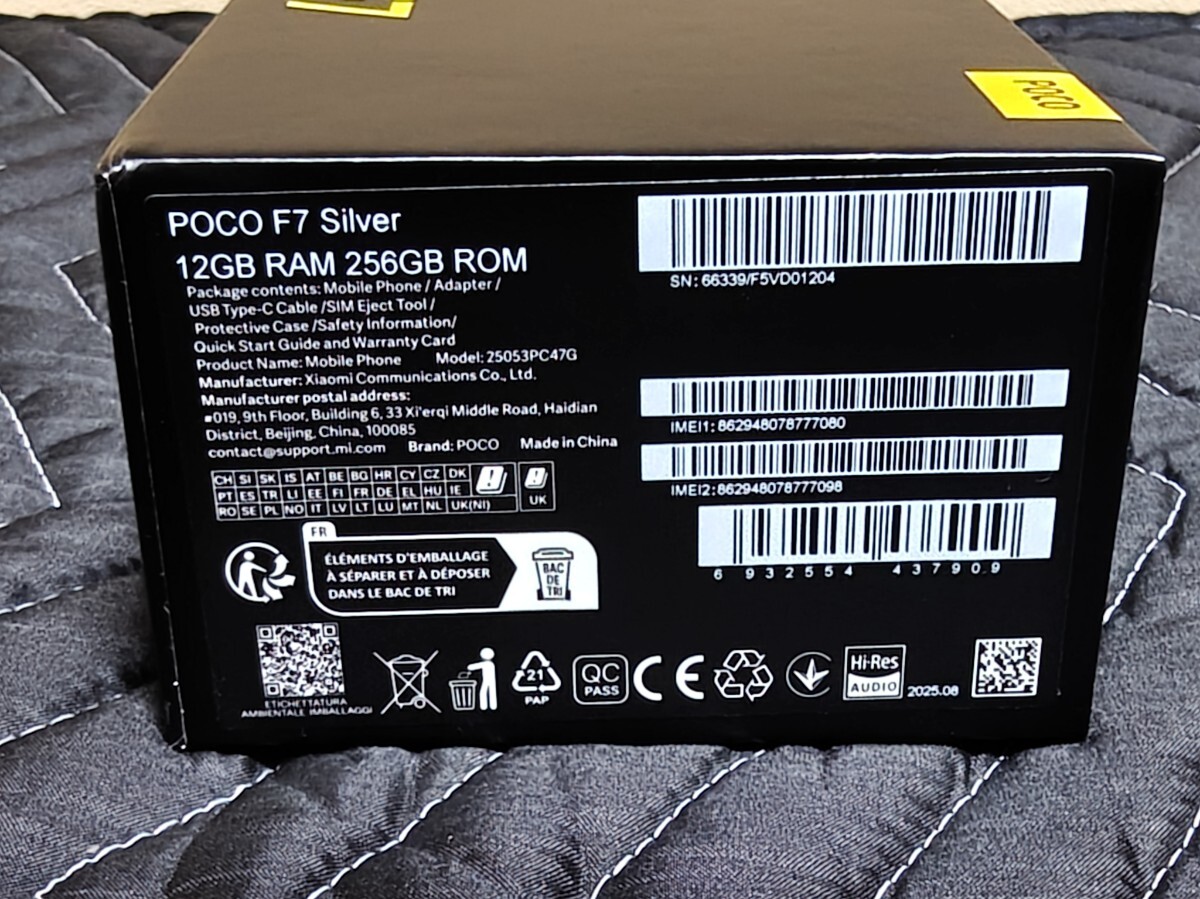 POCO
POCO F7 Silver
12GB RAM 256GB ROM
Package contents: Mobile Phone / Adapter /
USB Type-C Cable /SIM Eject Tool /
Protective Case /Safety Information/
Quick Start Guide and Warranty Card
Product Name: Mobile Phone Model: 25053PC47G
Manufacturer: Xiaomi Communications Co., Ltd.
Manufacturer postal address:
#019, 9th Floor, Building 6, 33 Xi'erqi Middle Road, Haidian
District, Beijing, China, 100085
contact@support.mi.com Brand: POCO Made in China
CH SI SK IS AT BE BG HR CY CZ DK
PT ES TR LI EE FI FR DE EL HU IE
RO SE PL NO IT LV LT LU MT NL UK(NI)
UK
SN: 66339/F5VD01204
IMEI1: 862948078777080
IMEI2: 862948078777098
6 932554 437909
FR
ÉLÉMENTS D'EMBALLAGE
À SÉPARER ET À DÉPOSER
DANS LE BAC DE TRI
BAC
DE
TRI
ETICHETTATURA
AMBIENTALE IMBALLAGGI
21
PAP
QC
PASS
CE
Hi-Res
AUDIO
2025.08